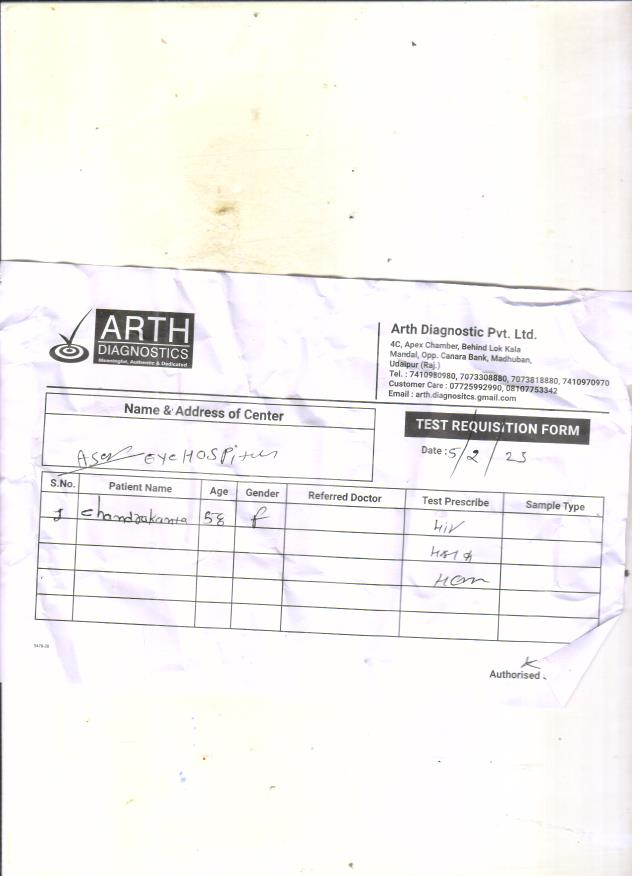 ARTH
DIAGNOSTICS
Meaningful, Authentic & Dedicated
Arth Diagnostic Pvt. Ltd.
4C, Apex Chamber, Behind Lok Kala
Mandal, Opp. Canara Bank, Madhuban,
Udaipur (Raj.)
Tel. : 7410980980, 7073308880, 7073818880, 7410970970
Customer Care : 07725992990, 08107753342
Email : arth.diagnositcs.gmail.com
Name & Address of Center
EYE HOSPITAL
TEST REQUISITION FORM
Date : 5/2/23
S.No. Patient Name Age Gender Referred Doctor Test Prescribe Sample Type
1 Chandrakanta 58 F HIV
Authorised